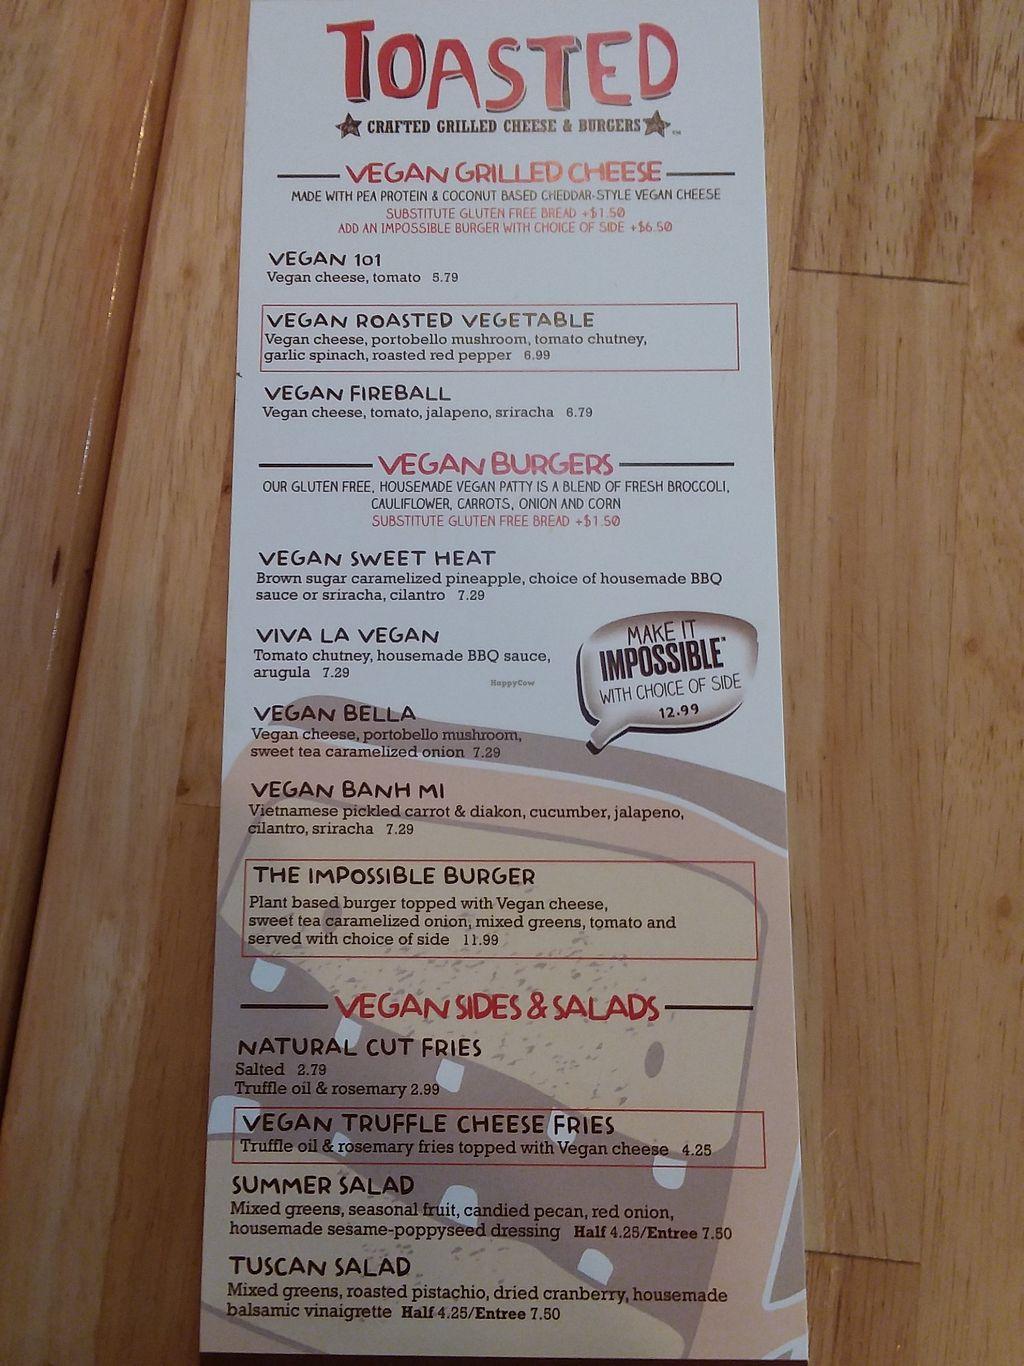 TOASTED
CRAFTED GRILLED CHEESE & BURGERS™
VEGAN GRILLED CHEESE
MADE WITH PEA PROTEIN & COCONUT BASED CHEDDAR-STYLE VEGAN CHEESE
SUBSTITUTE GLUTEN FREE BREAD +$1.50
ADD AN IMPOSSIBLE BURGER WITH CHOICE OF SIDE +$6.50
VEGAN 101
Vegan cheese, tomato 5.79
VEGAN ROASTED VEGETABLE
Vegan cheese, portobello mushroom, tomato chutney,
garlic spinach, roasted red pepper 6.99
VEGAN FIREBALL
Vegan cheese, tomato, jalapeno, sriracha 6.79
VEGAN BURGERS
OUR GLUTEN FREE, HOUSEMADE VEGAN PATTY IS A BLEND OF FRESH BROCCOLI,
CAULIFLOWER, CARROTS, ONION AND CORN
SUBSTITUTE GLUTEN FREE BREAD +$1.50
VEGAN SWEET HEAT
Brown sugar caramelized pineapple, choice of housemade BBQ
sauce or sriracha, cilantro 7.29
VIVA LA VEGAN
Tomato chutney, housemade BBQ sauce,
arugula 7.29
MAKE IT
IMPOSSIBLE™
WITH CHOICE OF SIDE
12.99
HappyCow
VEGAN BELLA
Vegan cheese, portobello mushroom,
sweet tea caramelized onion 7.29
VEGAN BANH MI
Vietnamese pickled carrot & diakon, cucumber, jalapeno,
cilantro, sriracha 7.29
THE IMPOSSIBLE BURGER
Plant based burger topped with Vegan cheese,
sweet tea caramelized onion, mixed greens, tomato and
served with choice of side 11.99
VEGAN SIDES & SALADS
NATURAL CUT FRIES
Salted 2.79
Truffle oil & rosemary 2.99
VEGAN TRUFFLE CHEESE FRIES
Truffle oil & rosemary fries topped with Vegan cheese 4.25
SUMMER SALAD
Mixed greens, seasonal fruit, candied pecan, red onion,
housemade sesame-poppyseed dressing Half 4.25/Entree 7.50
TUSCAN SALAD
Mixed greens, roasted pistachio, dried cranberry, housemade
balsamic vinaigrette Half 4.25/Entree 7.50